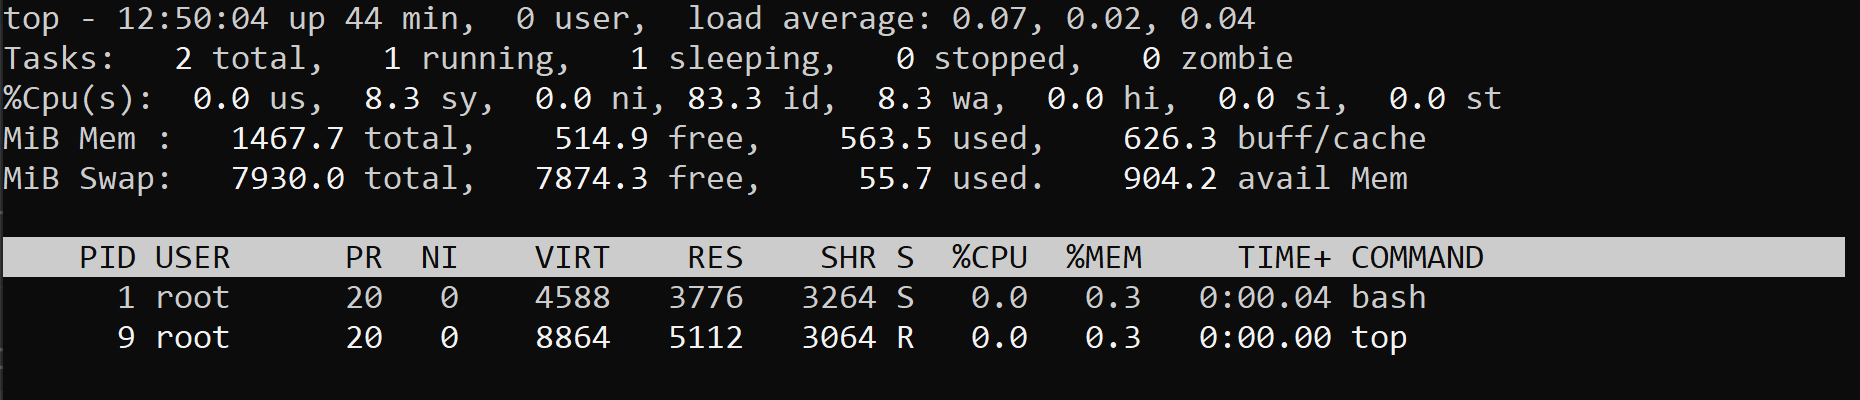 top - 12:50:04 up 44 min,  0 user,  load average: 0.07, 0.02, 0.04
Tasks:   2 total,   1 running,   1 sleeping,   0 stopped,   0 zombie
%Cpu(s):  0.0 us,  8.3 sy,  0.0 ni, 83.3 id,  8.3 wa,  0.0 hi,  0.0 si,  0.0 st
MiB Mem :   1467.7 total,    514.9 free,    563.5 used,    626.3 buff/cache
MiB Swap:   7930.0 total,   7874.3 free,     55.7 used.    904.2 avail Mem
PID USER      PR  NI    VIRT    RES    SHR S  %CPU  %MEM     TIME+ COMMAND
1 root      20   0    4588   3776   3264 S   0.0   0.3   0:00.04 bash
9 root      20   0    8864   5112   3064 R   0.0   0.3   0:00.00 top